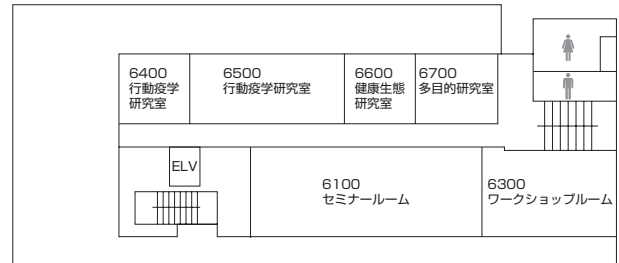 6400
行動疫学
研究室
6500
行動疫学研究室
6600
健康生態
研究室
6700
多目的研究室
ELV
6100
セミナールーム
6300
ワークショップルーム